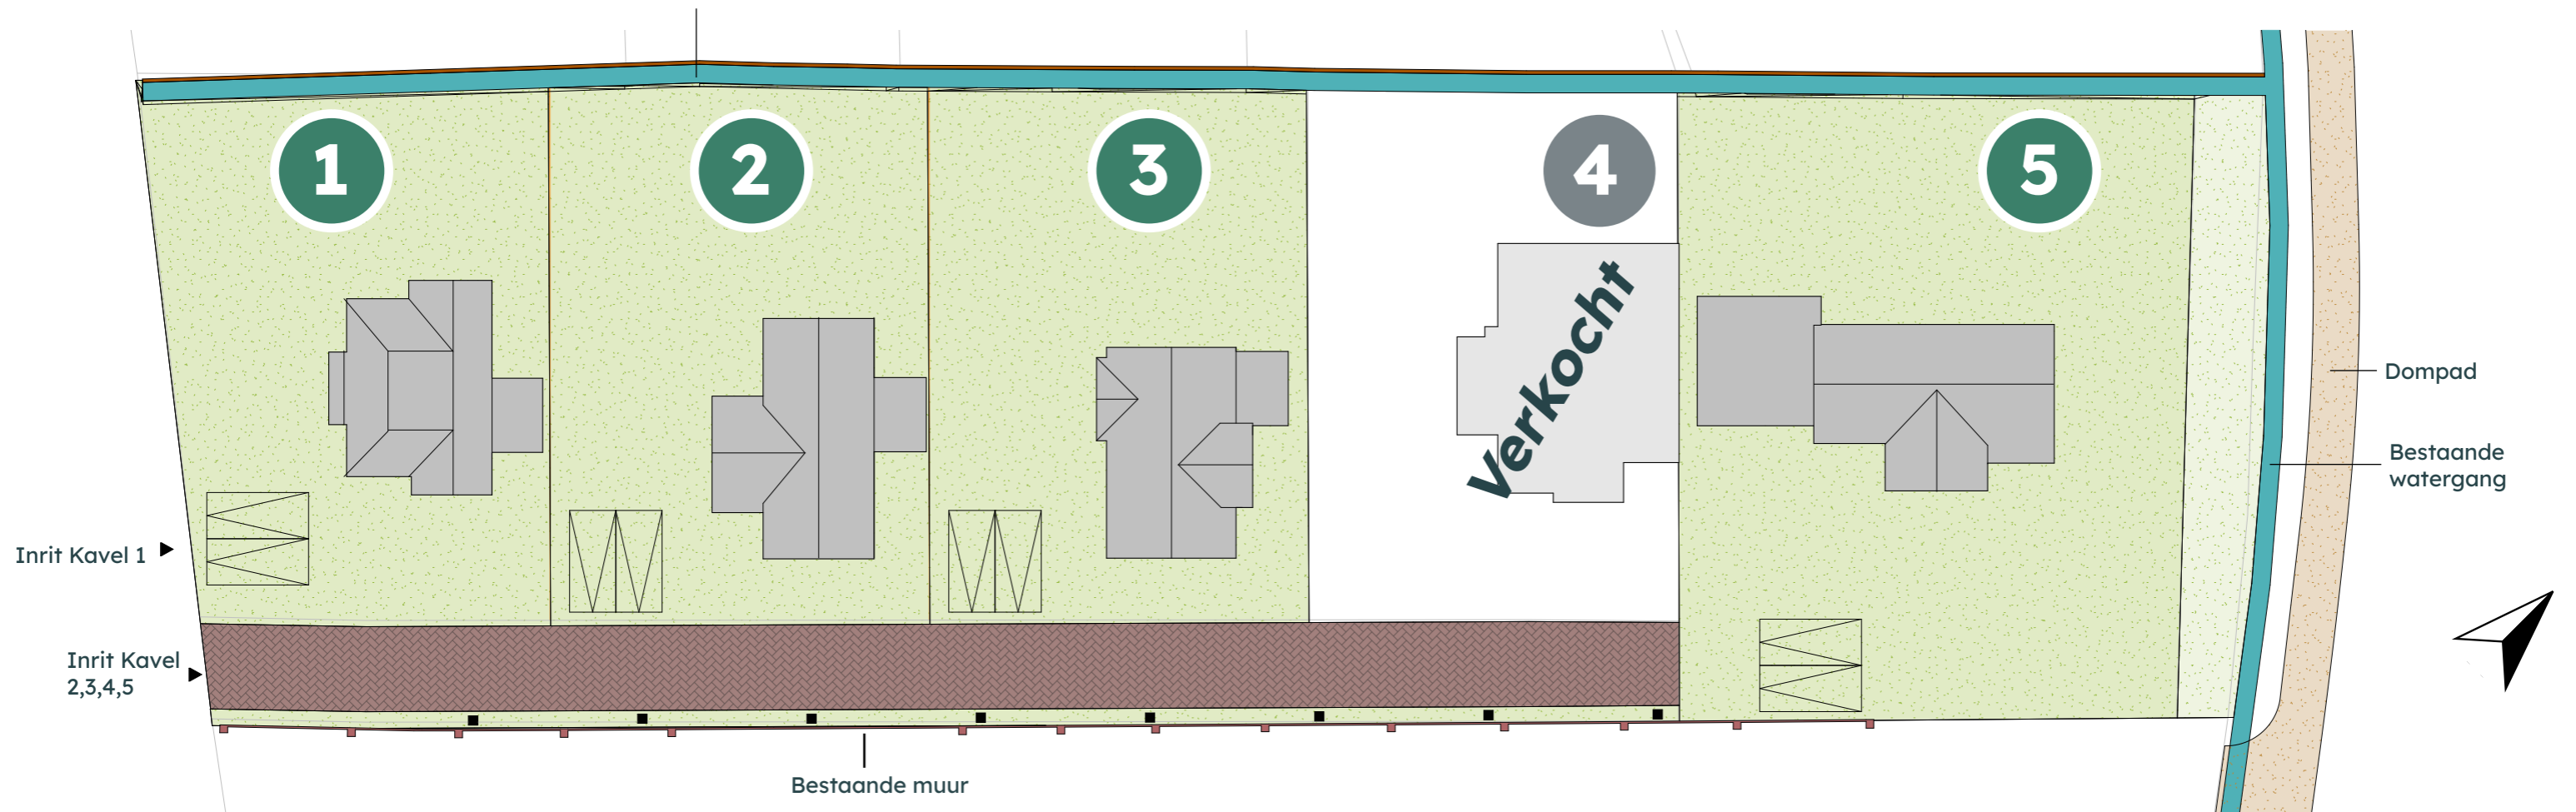 1
2
3
4
5
Verkocht
Dompad
Bestaande
watergang
Inrit Kavel 1
Inrit Kavel
2,3,4,5
Bestaande muur